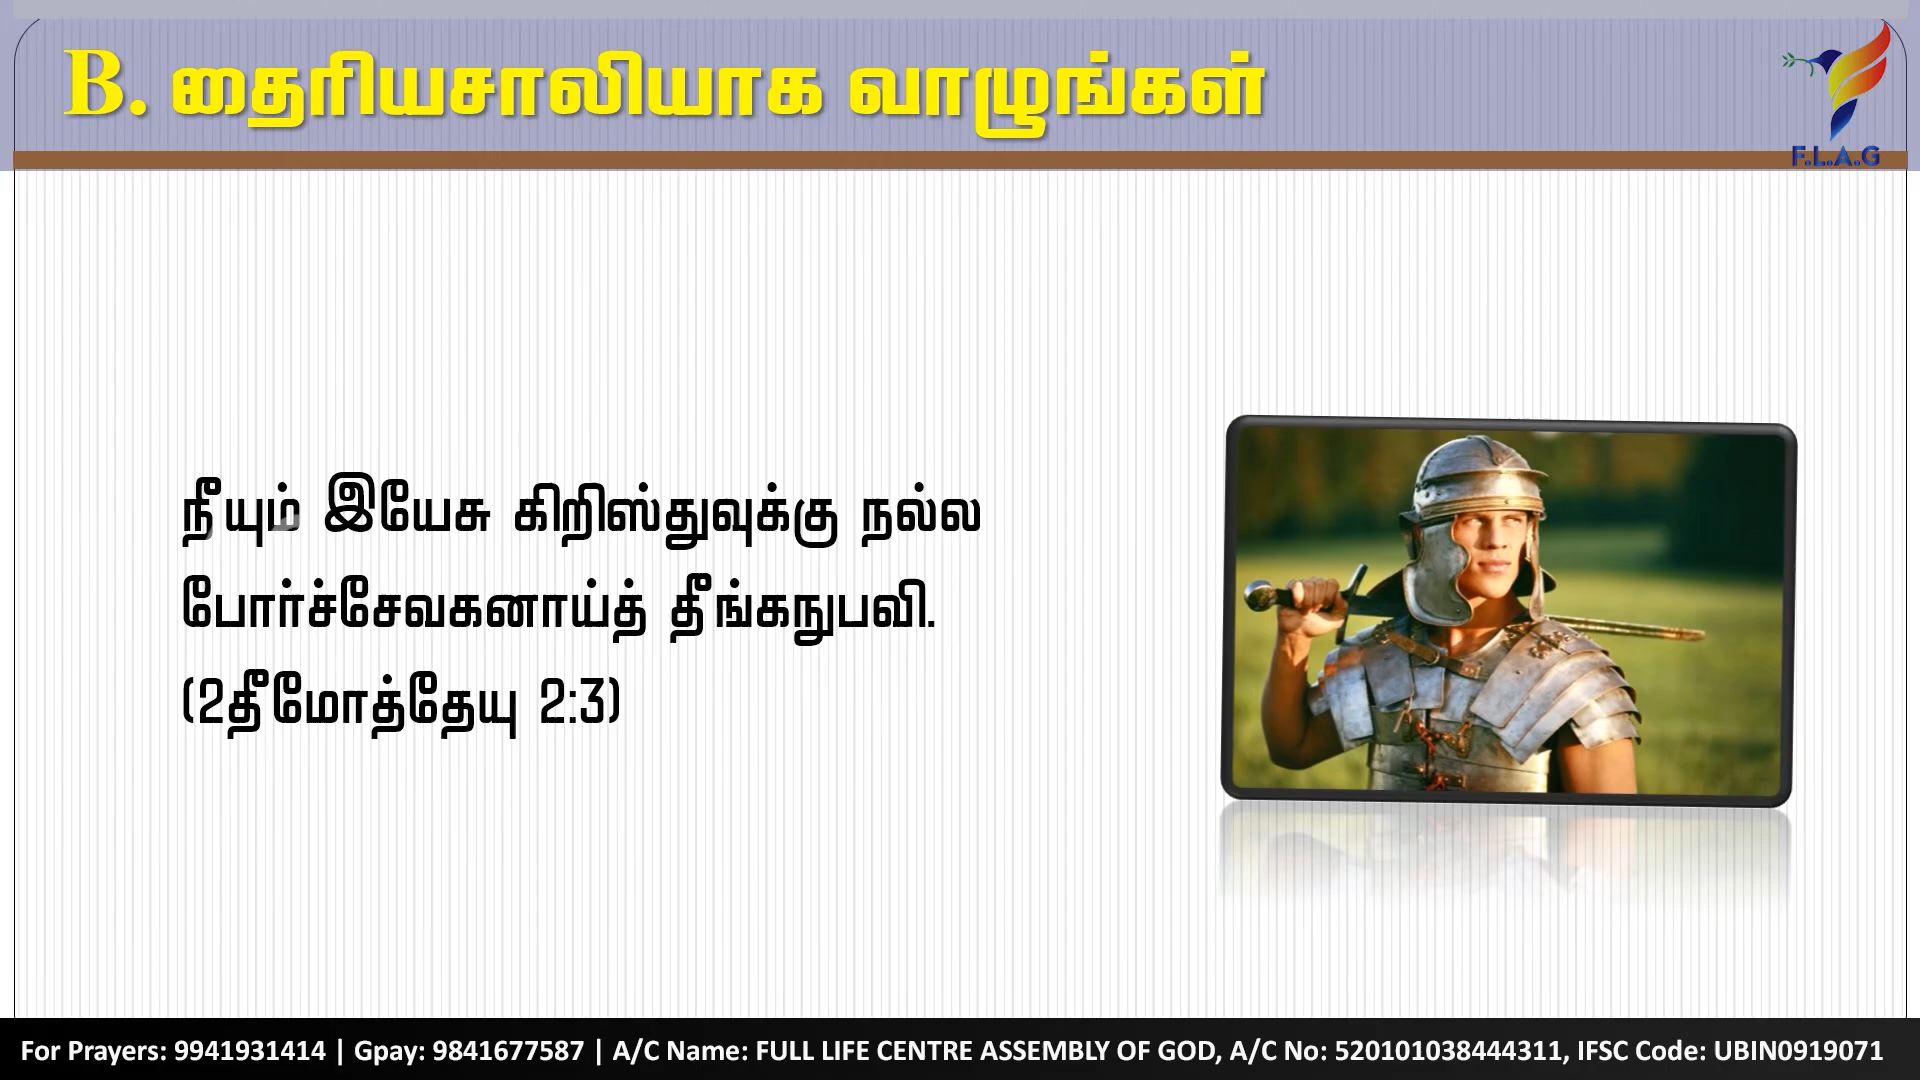 B. தைரியசாலியாக வாழுங்கள்
F.L.A.G
நீயும் இயேசு கிறிஸ்துவுக்கு நல்ல
போர்ச்சேவகனாய்த் தீங்கநுபவி.
(2தீமோத்தேயு 2:3)
For Prayers: 9941931414 | Gpay: 9841677587 | A/C Name: FULL LIFE CENTRE ASSEMBLY OF GOD, A/C No: 520101038444311, IFSC Code: UBIN0919071